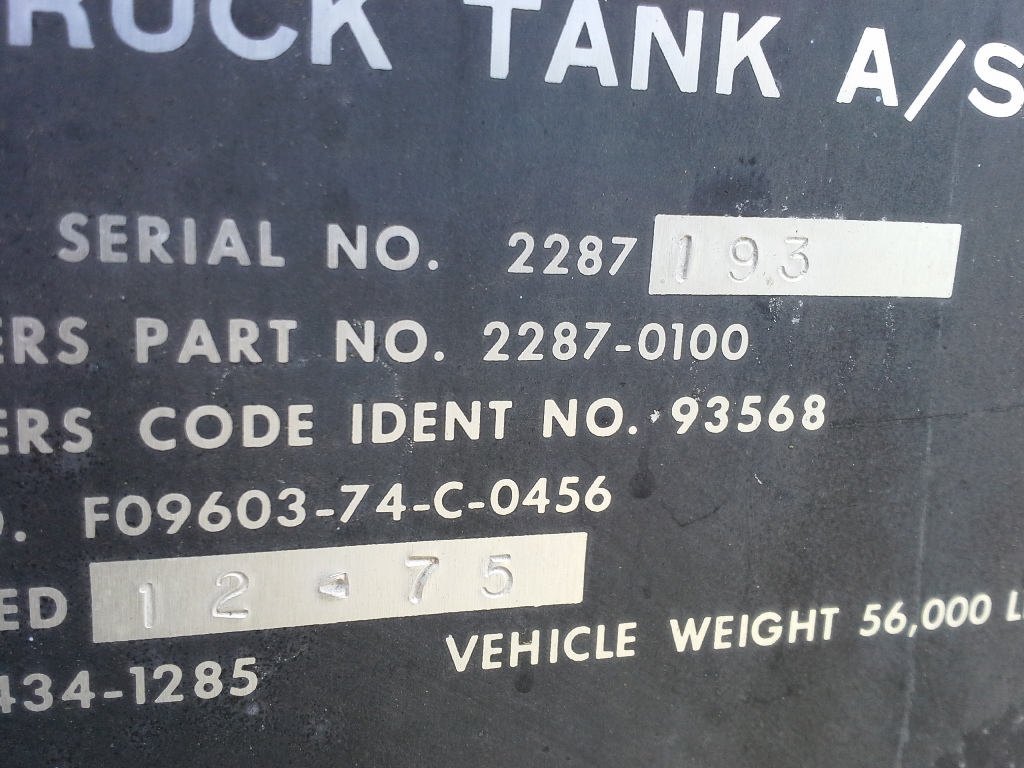 RUCK TANK A/S
SERIAL NO. 2287 193
ERS PART NO. 2287-0100
ERS CODE IDENT NO. 93568
. F09603-74-C-0456
ED 12-75
VEHICLE WEIGHT 56,000 L
434-1285